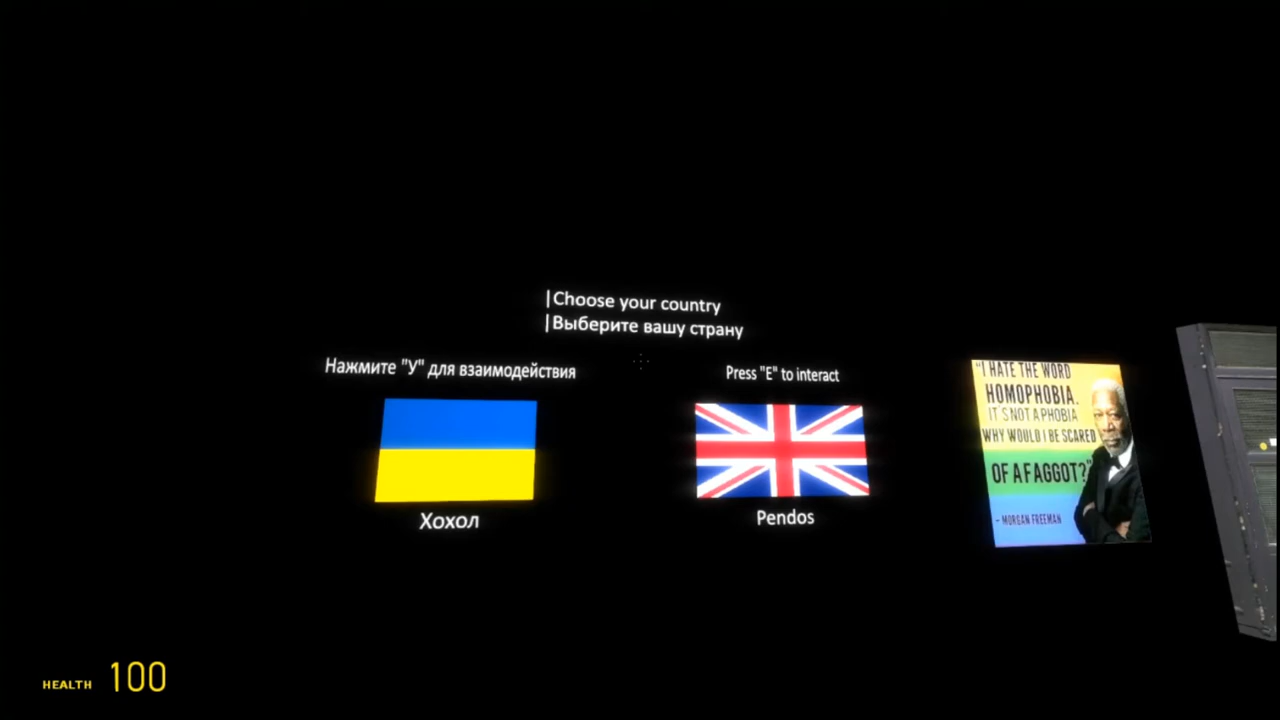 |Choose your country
|Выберите вашу страну
Нажмите "У" для взаимодействия
Хохол
Press "E" to interact
Pendos
"I HATE THE WORD
HOMOPHOBIA.
IT'S NOT A PHOBIA
WHY WOULD I BE SCARED
OF A FAGGOT?"
- MORGAN FREEMAN
HEALTH 100